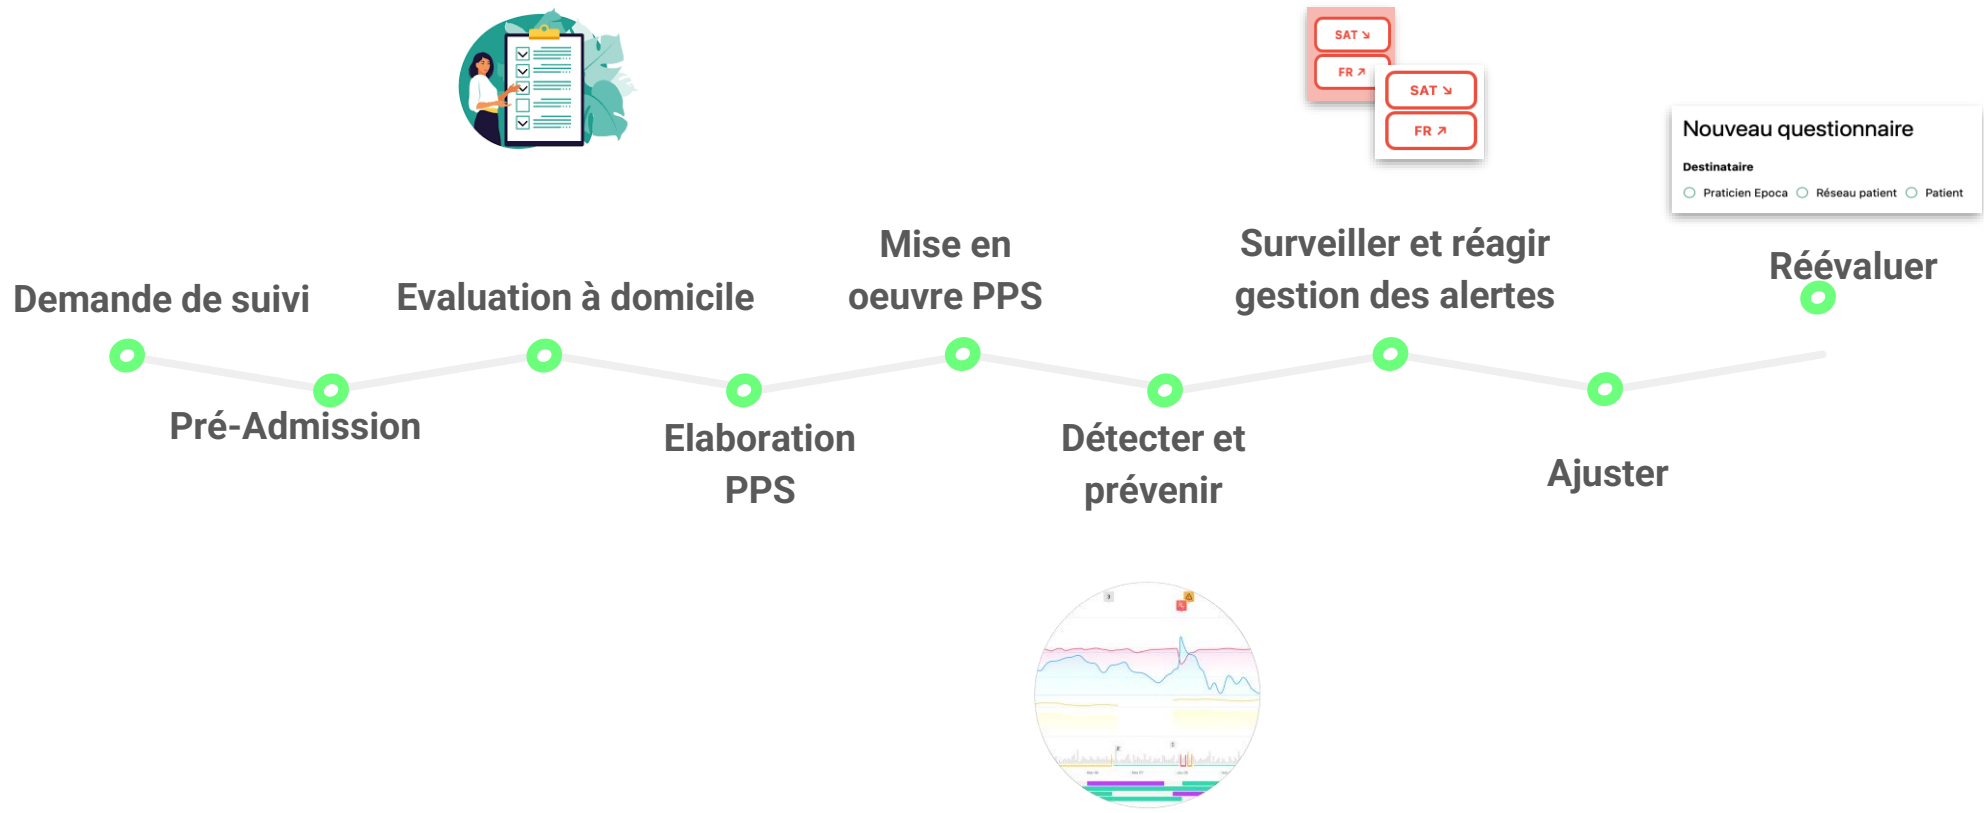 SAT ↘
FR ↗
SAT ↘
FR ↗
Nouveau questionnaire
Destinataire
Praticien Epoca Réseau patient Patient
Demande de suivi
Pré-Admission
Evaluation à domicile
Elaboration
PPS
Mise en
oeuvre PPS
Détecter et
prévenir
Surveiller et réagir
gestion des alertes
Ajuster
Réévaluer
3